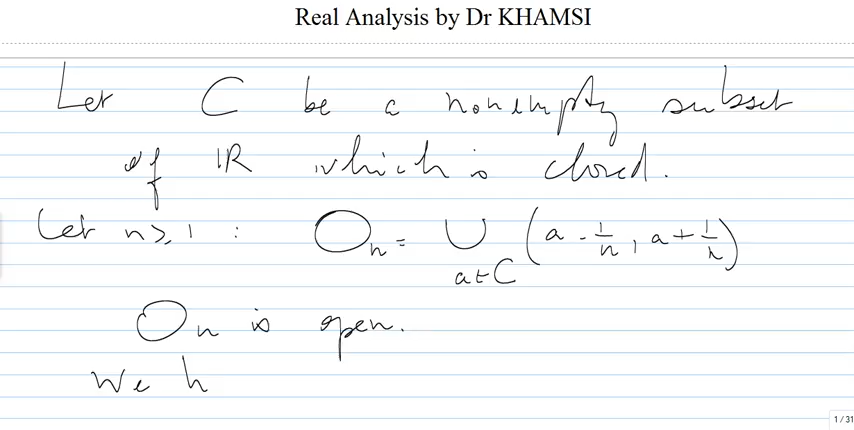 Real Analysis by Dr KHAMSI
Let C be a nonempty subset
of IR which is closed.
Let n ≥ 1 : O_n = ∪_{a∈C} (a - 1/n, a + 1/n)
O_n is open.
We h
1 / 31